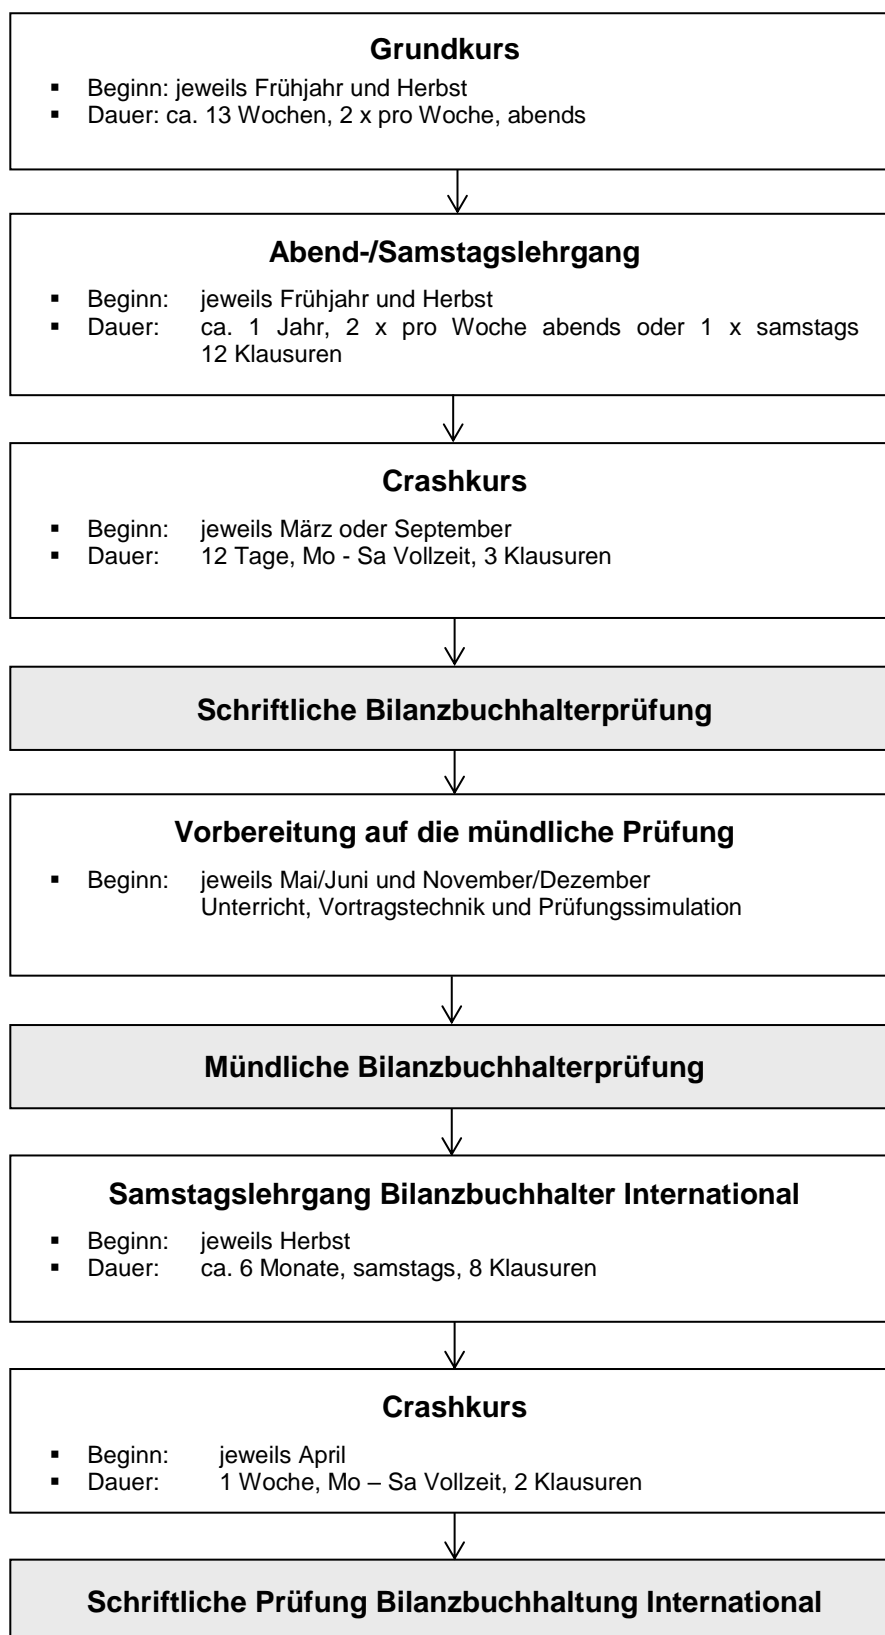 Grundkurs
▪ Beginn: jeweils Frühjahr und Herbst
▪ Dauer: ca. 13 Wochen, 2 x pro Woche, abends
Abend-/Samstagslehrgang
▪ Beginn: jeweils Frühjahr und Herbst
▪ Dauer: ca. 1 Jahr, 2 x pro Woche abends oder 1 x samstags
12 Klausuren
Crashkurs
▪ Beginn: jeweils März oder September
▪ Dauer: 12 Tage, Mo - Sa Vollzeit, 3 Klausuren
Schriftliche Bilanzbuchhalterprüfung
Vorbereitung auf die mündliche Prüfung
▪ Beginn: jeweils Mai/Juni und November/Dezember
Unterricht, Vortragstechnik und Prüfungssimulation
Mündliche Bilanzbuchhalterprüfung
Samstagslehrgang Bilanzbuchhalter International
▪ Beginn: jeweils Herbst
▪ Dauer: ca. 6 Monate, samstags, 8 Klausuren
Crashkurs
▪ Beginn: jeweils April
▪ Dauer: 1 Woche, Mo – Sa Vollzeit, 2 Klausuren
Schriftliche Prüfung Bilanzbuchhaltung International